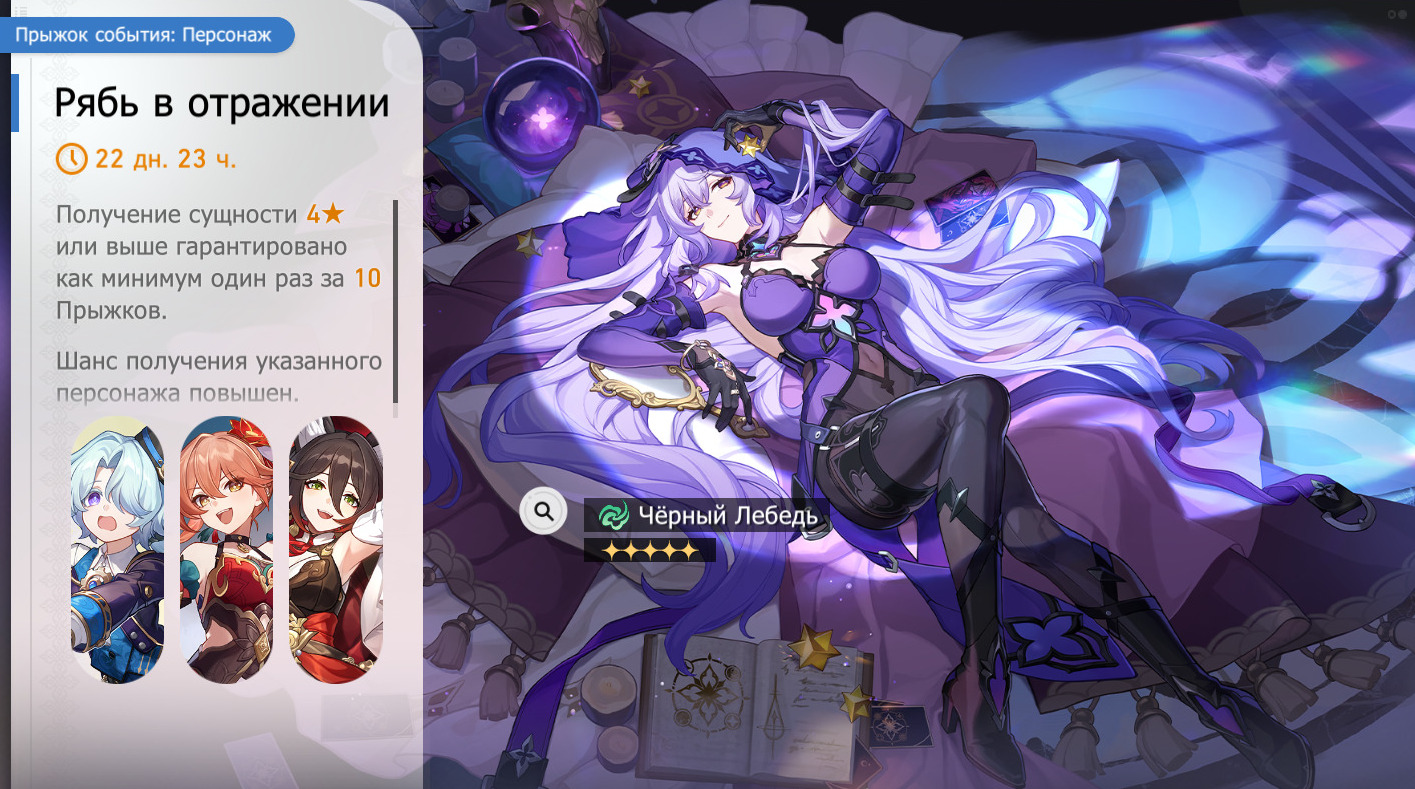 Прыжок события: Персонаж
Рябь в отражении
22 дн. 23 ч.
Получение сущности 4★
или выше гарантировано
как минимум один раз за 10
Прыжков.
Шанс получения указанного
персонажа повышен.
Чёрный Лебедь